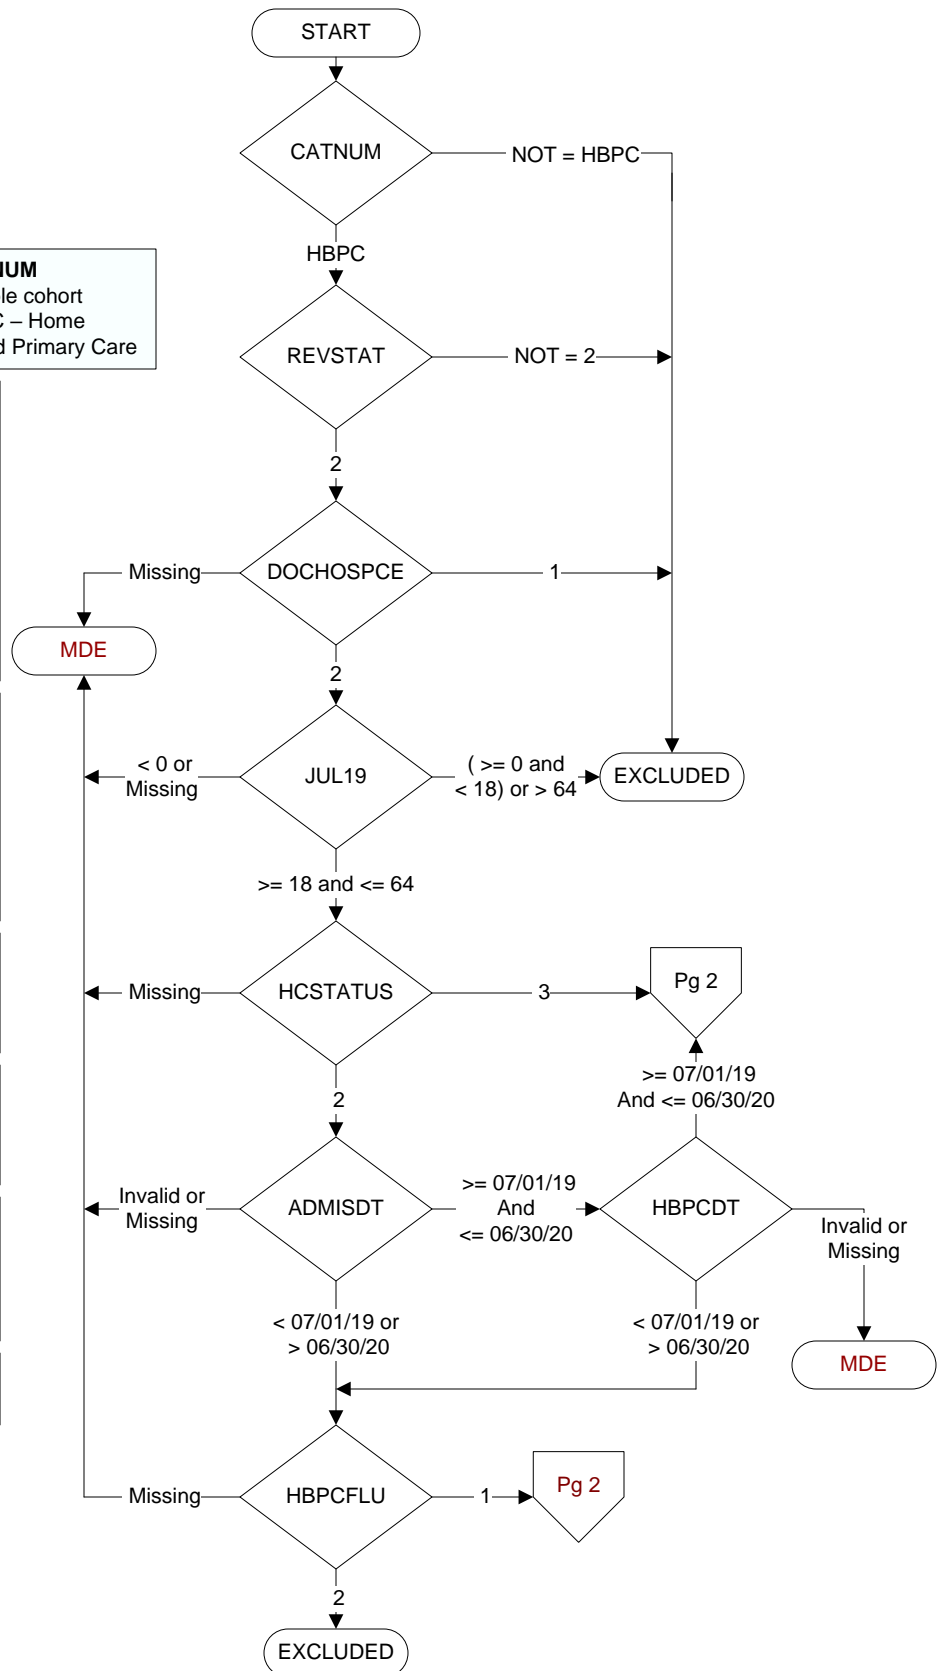 START
CATNUM
NOT = HBPC
HBPC
cohort
– Home
Primary Care
REVSTAT
NOT = 2
2
DOCHOSPCE
Missing
1
MDE
2
JUL19
< 0 or
Missing
( >= 0 and
< 18) or > 64
EXCLUDED
>= 18 and <= 64
HCSTATUS
Missing
3
Pg 2
2
>= 07/01/19
And <= 06/30/20
ADMISDT
Invalid or
Missing
>= 07/01/19
And
<= 06/30/20
HBPCDT
Invalid or
Missing
< 07/01/19 or
> 06/30/20
< 07/01/19 or
> 06/30/20
MDE
HBPCFLU
Missing
1
Pg 2
2
EXCLUDED